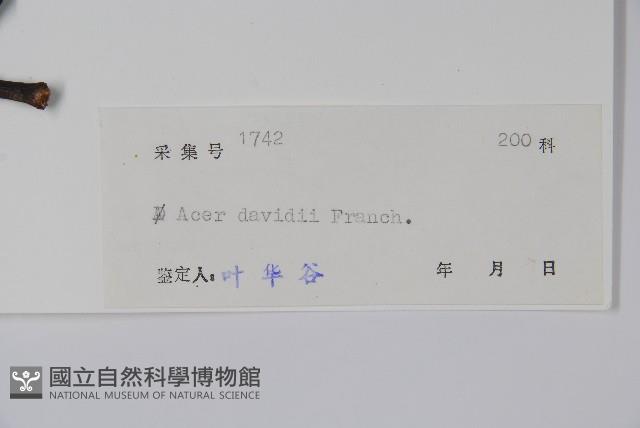 采集号 1742 200 科
Acer davidii Franch.
鉴定人: 叶华谷 年 月 日
國立自然科學博物館
NATIONAL MUSEUM OF NATURAL SCIENCE